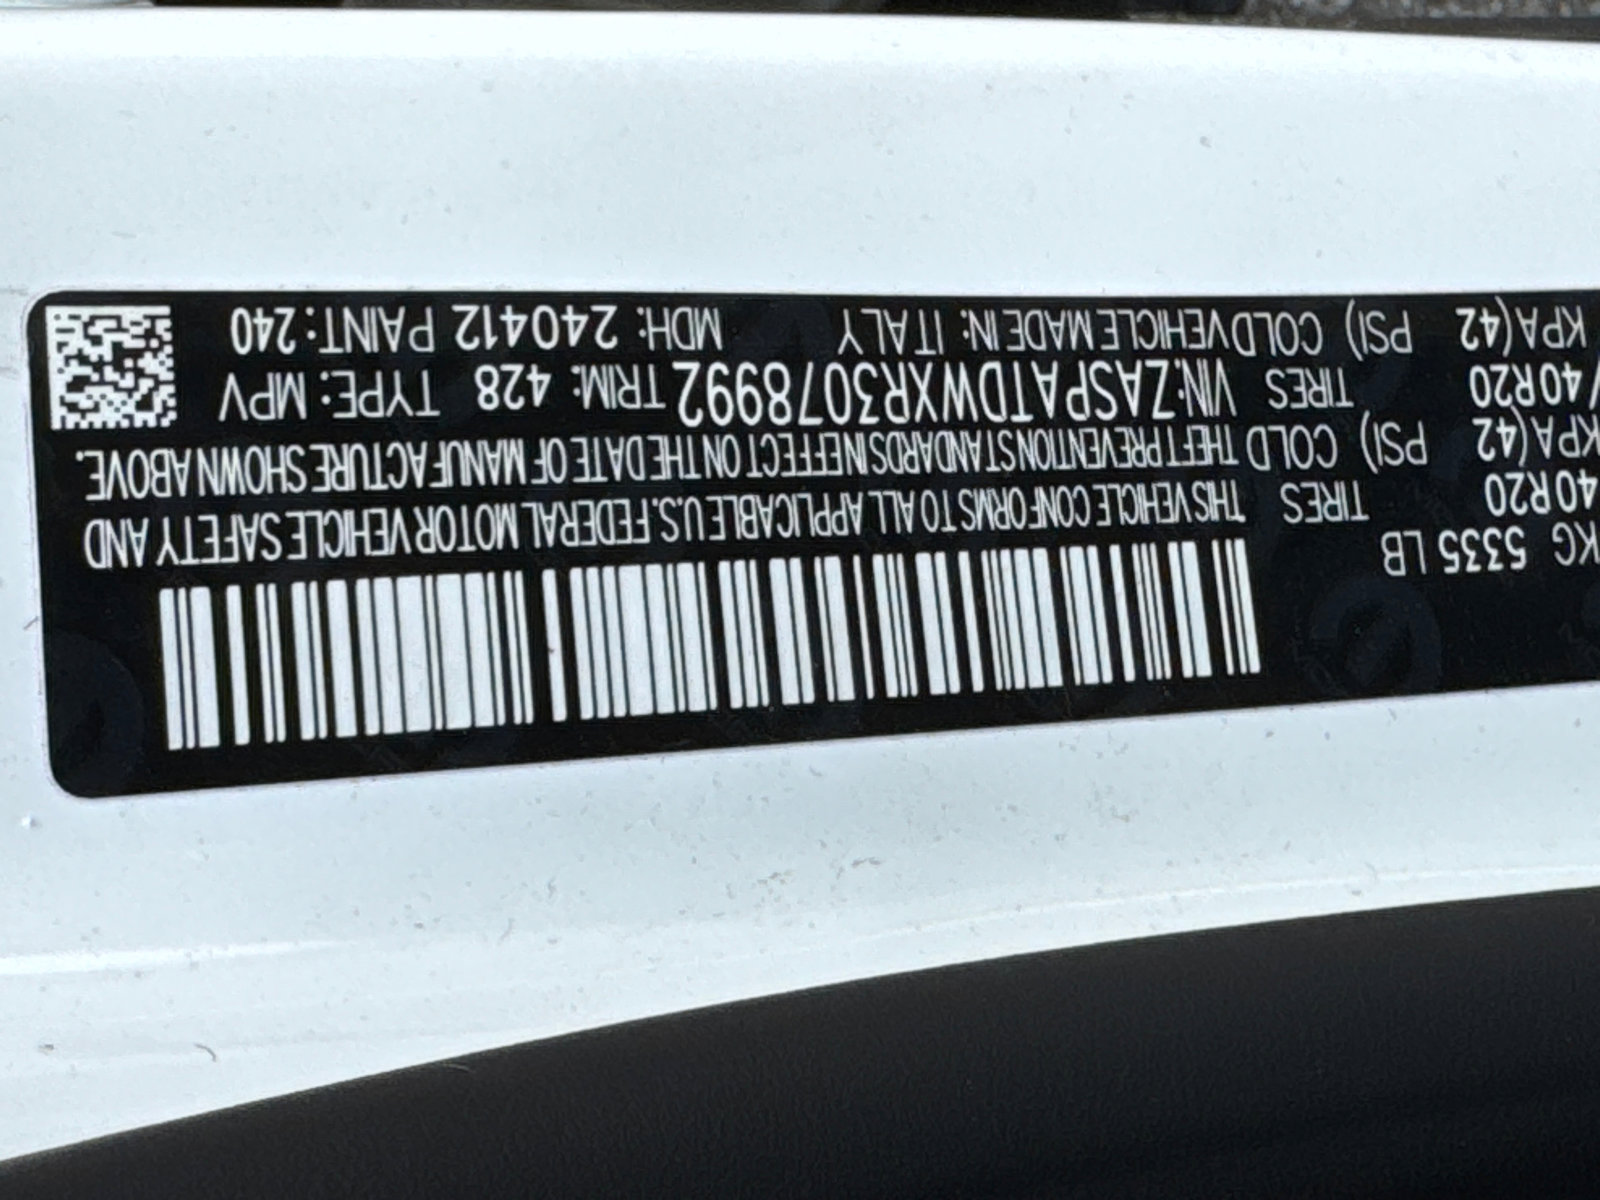 KG 5335 LB
40R20 TIRES
KPA(42 PSI) COLD
/40R20 TIRES
KPA(42 PSI) COLD
THIS VEHICLE CONFORMS TO ALL APPLICABLE U.S. FEDERAL MOTOR VEHICLE SAFETY AND
THEFT PREVENTION STANDARDS IN EFFECT ON THE DATE OF MANUFACTURE SHOWN ABOVE.
VIN:ZASPATDWXR3078992 TRIM: 428 TYPE: MPV
VEHICLE MADE IN: ITALY MDH: 240412 PAINT:240